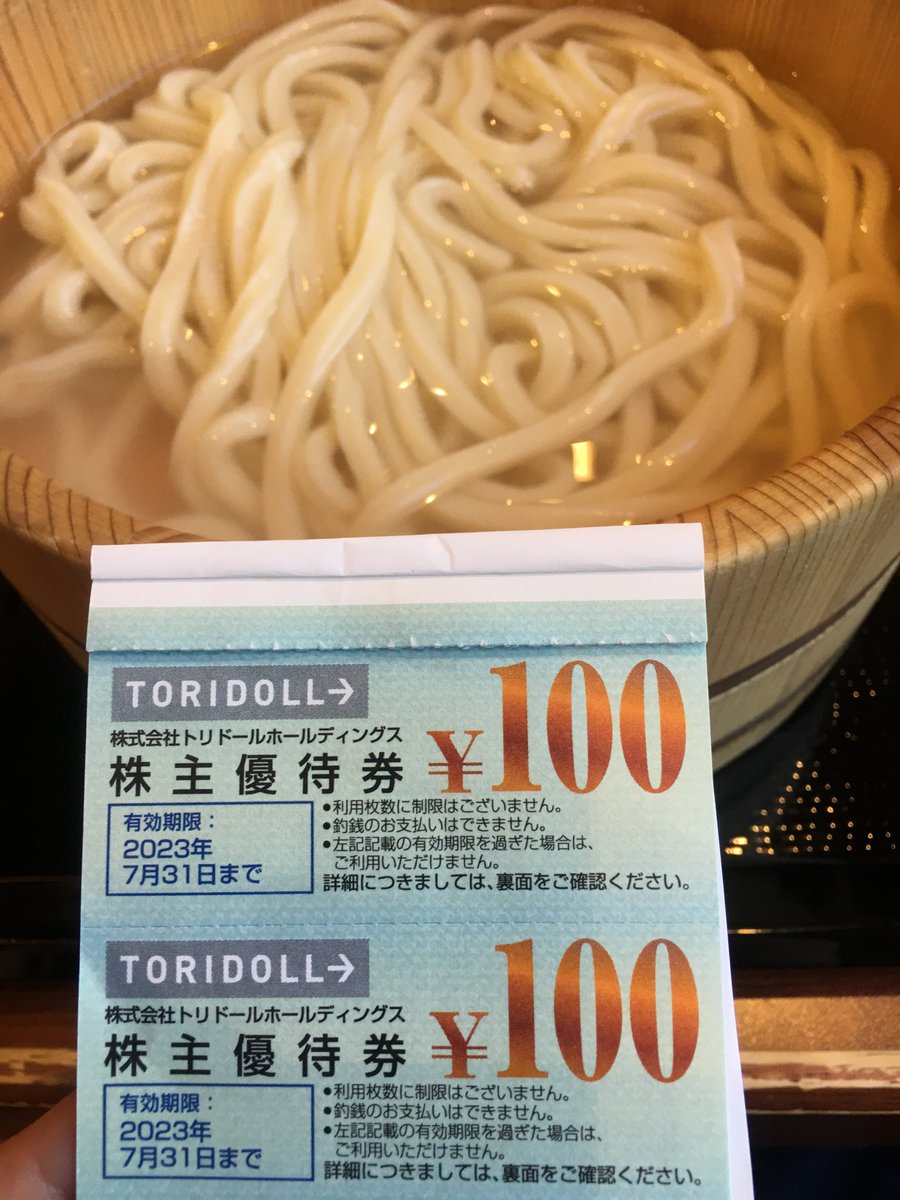 TORIDOLL→
株式会社トリドールホールディングス
株主優待券 ¥100
有効期限：
2023年
7月31日まで
●利用枚数に制限はございません。
●釣銭のお支払いはできません。
●左記記載の有効期限を過ぎた場合は、
ご利用いただけません。
詳細につきましては、裏面をご確認ください。
TORIDOLL→
株式会社トリドールホールディングス
株主優待券 ¥100
有効期限：
2023年
7月31日まで
●利用枚数に制限はございません。
●釣銭のお支払いはできません。
●左記記載の有効期限を過ぎた場合は、
ご利用いただけません。
詳細につきましては、裏面をご確認ください。